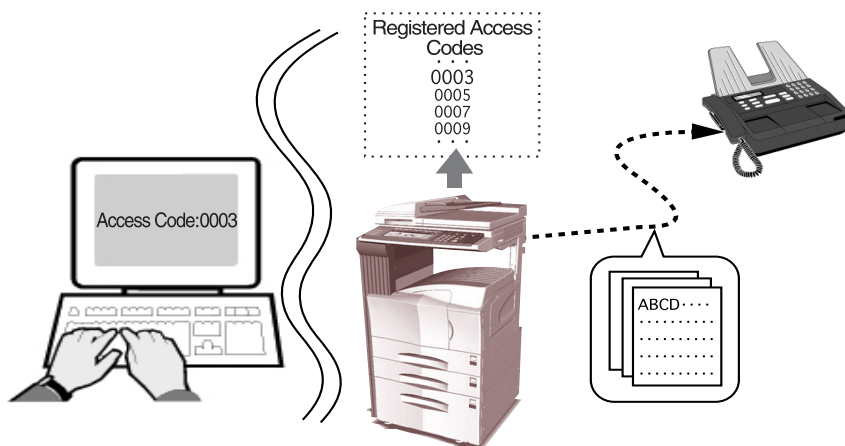 Registered Access
Codes
. . .
0003
0005
0007
0009
. . .
Access Code:0003
ABCD····